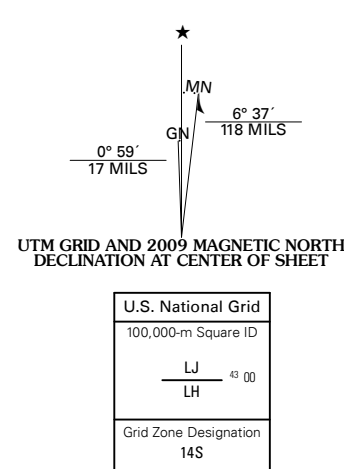 ★
MN
6° 37´
118 MILS
GN
0° 59´
17 MILS
UTM GRID AND 2009 MAGNETIC NORTH
DECLINATION AT CENTER OF SHEET
U.S. National Grid
100,000-m Square ID
LJ
43 00
LH
Grid Zone Designation
14S